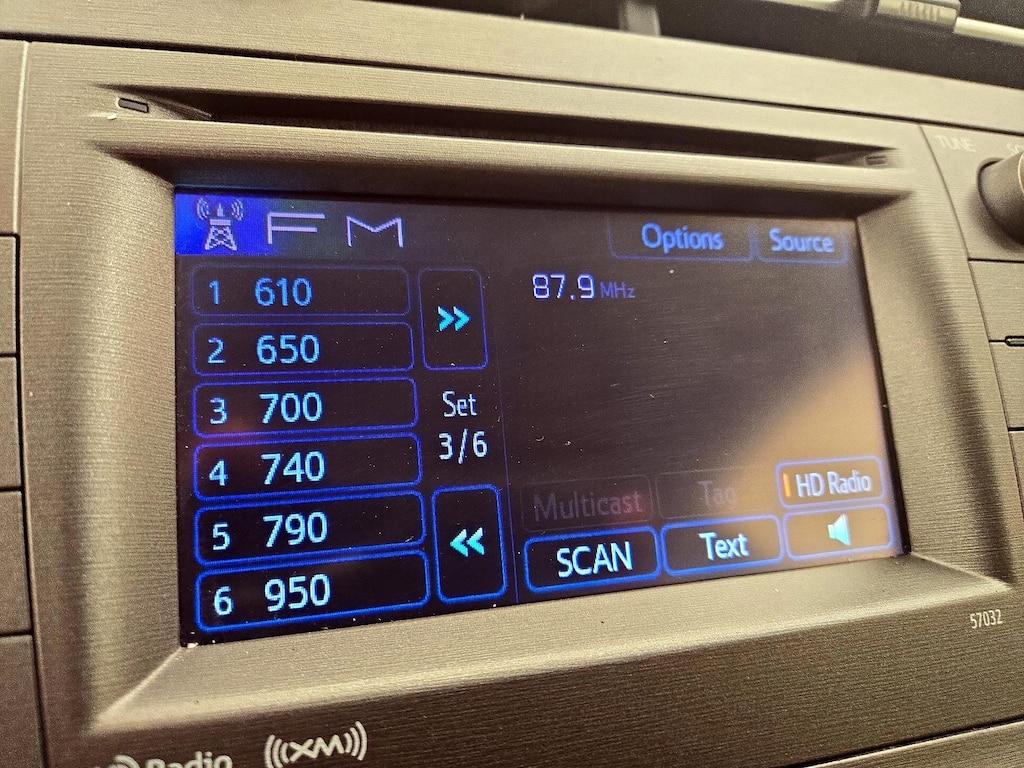 TUNE
FM
Options
Source
1 610
2 650
3 700
4 740
5 790
6 950
>>
Set
3/6
<<
87.9 MHz
Multicast
Tag
HD Radio
SCAN
Text
57032
Radio
((XM))